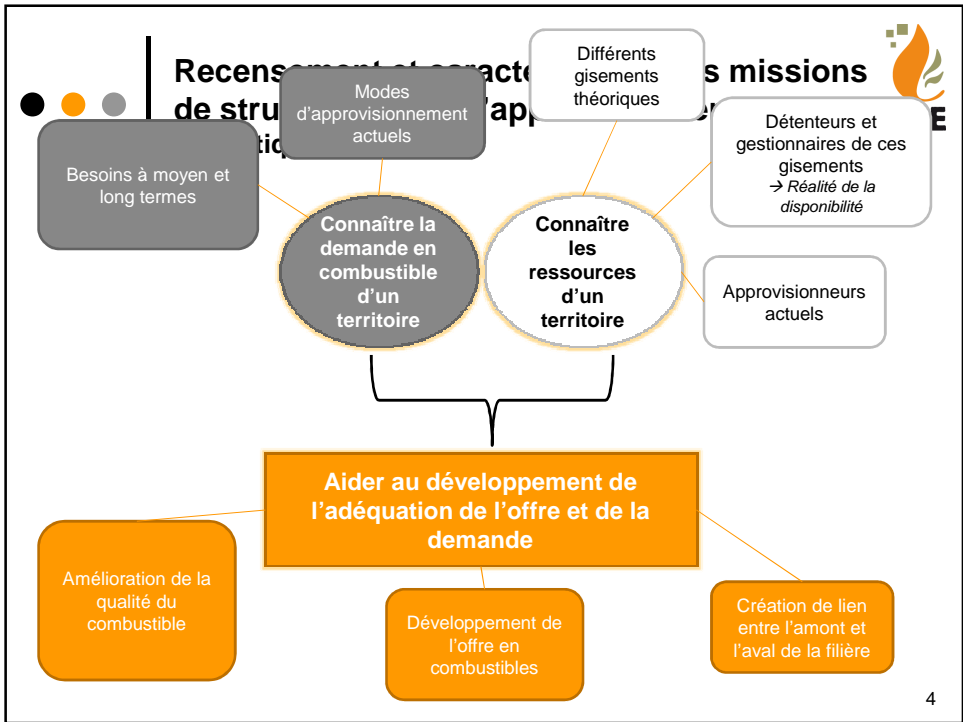 Recensement et s missions
de
Différents
gisements
théoriques
Modes
d'approvisionnement
actuels
Détenteurs et
gestionnaires de ces
gisements
→ Réalité de la
disponibilité
Besoins à moyen et
long termes
Connaître la
demande en
combustible
d'un
territoire
Connaître
les
ressources
d'un
territoire
Approvisionneurs
actuels
Aider au développement de
l'adéquation de l'offre et de la
demande
Amélioration de la
qualité du
combustible
Développement de
l'offre en
combustibles
Création de lien
entre l'amont et
l'aval de la filière
4